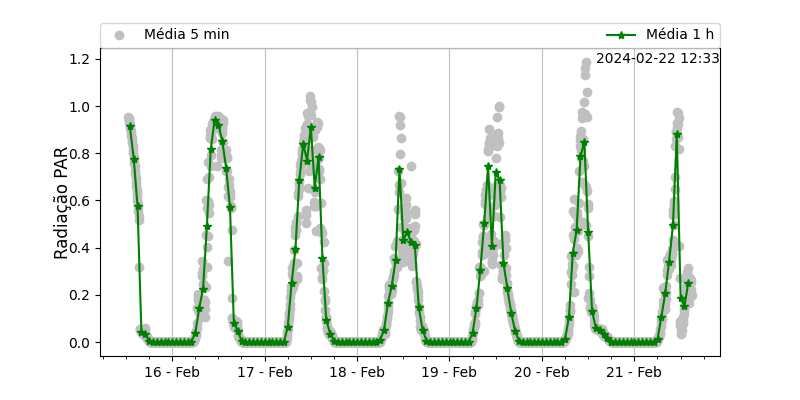 Média 5 min
Média 1 h
2024-02-22 12:33
Radiação PAR
1.2
1.0
0.8
0.6
0.4
0.2
0.0
16 - Feb
17 - Feb
18 - Feb
19 - Feb
20 - Feb
21 - Feb